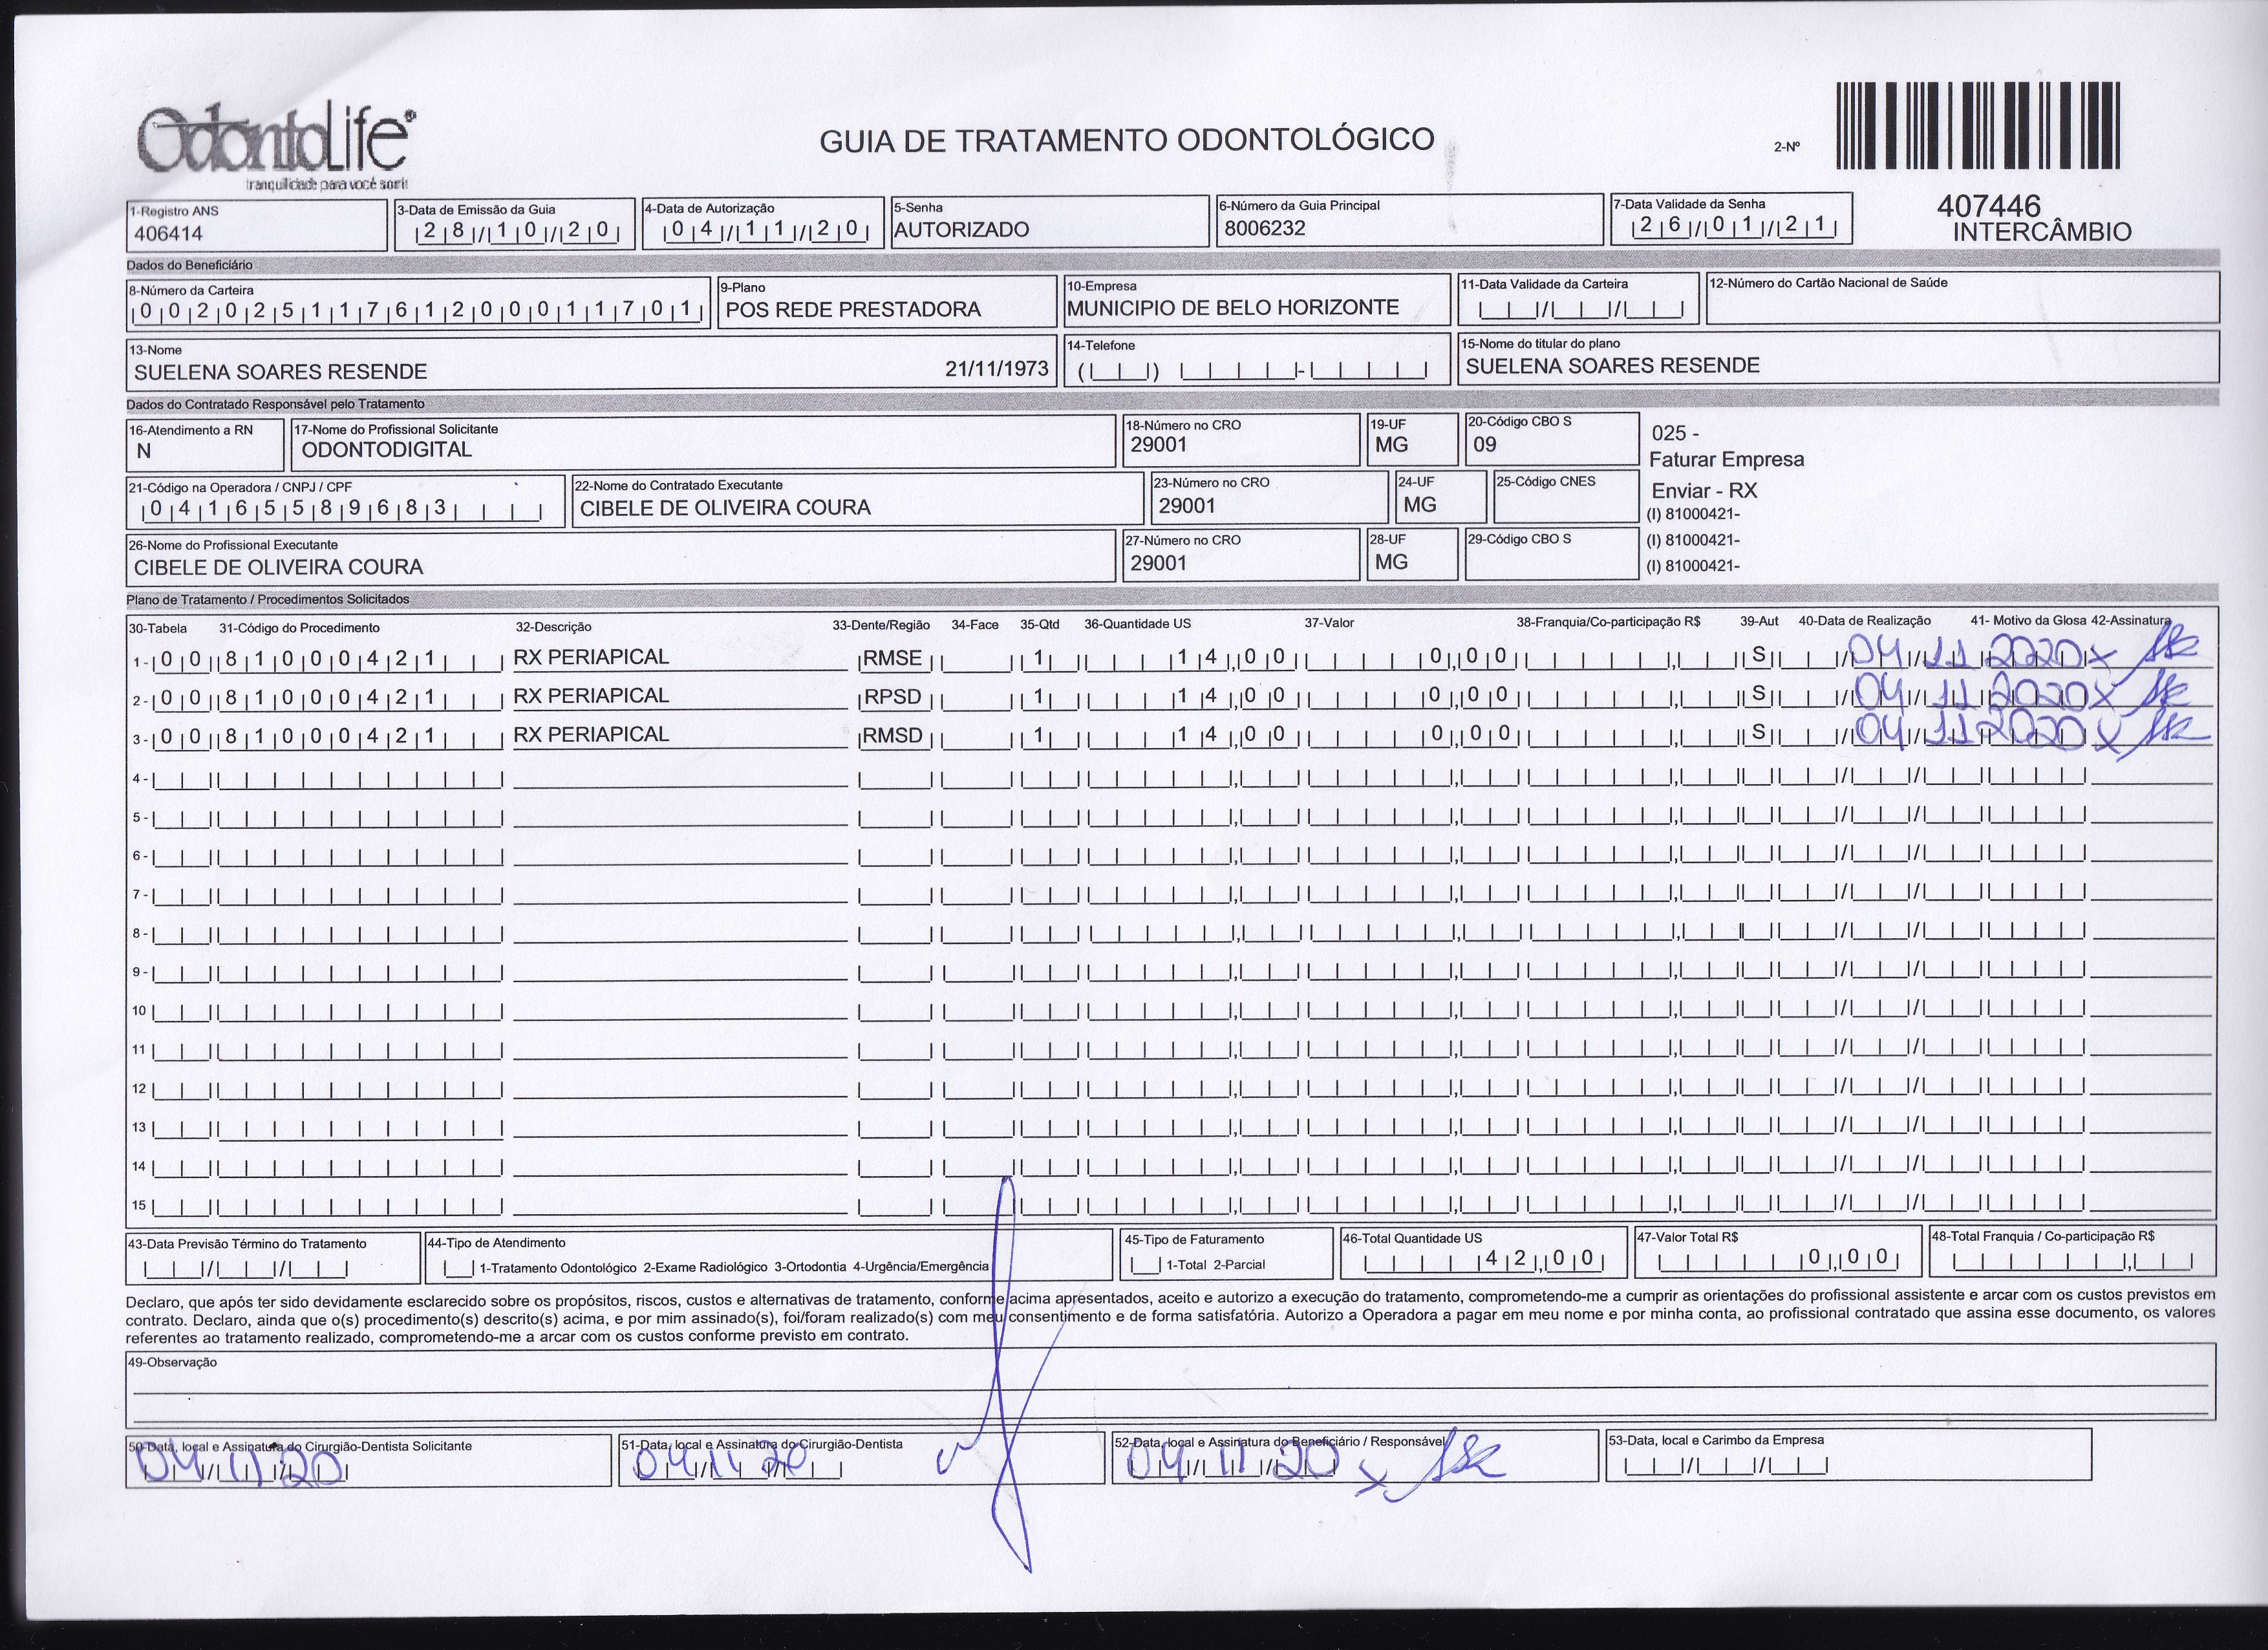 OdontoLife®
tranquilidade para você sorrir
GUIA DE TRATAMENTO ODONTOLÓGICO
2-Nº
407446
INTERCÂMBIO
1-Registro ANS
406414
3-Data de Emissão da Guia
28/10/20
4-Data de Autorização
04/11/20
5-Senha
AUTORIZADO
6-Número da Guia Principal
8006232
7-Data Validade da Senha
26/01/21
Dados do Beneficiário
8-Número da Carteira
00202511761200011701
9-Plano
POS REDE PRESTADORA
10-Empresa
MUNICIPIO DE BELO HORIZONTE
11-Data Validade da Carteira
12-Número do Cartão Nacional de Saúde
13-Nome
SUELENA SOARES RESENDE 21/11/1973
14-Telefone
15-Nome do titular do plano
SUELENA SOARES RESENDE
Dados do Contratado Responsável pelo Tratamento
16-Atendimento a RN
N
17-Nome do Profissional Solicitante
ODONTODIGITAL
18-Número no CRO
29001
19-UF
MG
20-Código CBO S
09
025 -
Faturar Empresa
Enviar - RX
(I) 81000421-
(I) 81000421-
(I) 81000421-
21-Código na Operadora / CNPJ / CPF
04165589683
22-Nome do Contratado Executante
CIBELE DE OLIVEIRA COURA
23-Número no CRO
29001
24-UF
MG
25-Código CNES
26-Nome do Profissional Executante
CIBELE DE OLIVEIRA COURA
27-Número no CRO
29001
28-UF
MG
29-Código CBO S
Plano de Tratamento / Procedimentos Solicitados
30-Tabela 31-Código do Procedimento 32-Descrição 33-Dente/Região 34-Face 35-Qtd 36-Quantidade US 37-Valor 38-Franquia/Co-participação R$ 39-Aut 40-Data de Realização 41- Motivo da Glosa 42-Assinatura
1- 00 81000421 RX PERIAPICAL RMSE 1 14,00 0,00 S 04/11 2020 x
2- 00 81000421 RX PERIAPICAL RPSD 1 14,00 0,00 S 04/11 2020 x
3- 00 81000421 RX PERIAPICAL RMSD 1 14,00 0,00 S 04/11 2020 x
4-
5-
6-
7-
8-
9-
10
11
12
13
14
15
43-Data Previsão Término do Tratamento
44-Tipo de Atendimento
1-Tratamento Odontológico 2-Exame Radiológico 3-Ortodontia 4-Urgência/Emergência
45-Tipo de Faturamento
1-Total 2-Parcial
46-Total Quantidade US
42,00
47-Valor Total R$
0,00
48-Total Franquia / Co-participação R$
Declaro, que após ter sido devidamente esclarecido sobre os propósitos, riscos, custos e alternativas de tratamento, conforme acima apresentados, aceito e autorizo a execução do tratamento, comprometendo-me a cumprir as orientações do profissional assistente e arcar com os custos previstos em
contrato. Declaro, ainda que o(s) procedimento(s) descrito(s) acima, e por mim assinado(s), foi/foram realizado(s) com meu consentimento e de forma satisfatória. Autorizo a Operadora a pagar em meu nome e por minha conta, ao profissional contratado que assina esse documento, os valores
referentes ao tratamento realizado, comprometendo-me a arcar com os custos conforme previsto em contrato.
49-Observação
50-Data, local e Assinatura do Cirurgião-Dentista Solicitante
04/11/20
51-Data, local e Assinatura do Cirurgião-Dentista
04/11/20
52-Data, local e Assinatura do Beneficiário / Responsável
04/11/20 x
53-Data, local e Carimbo da Empresa